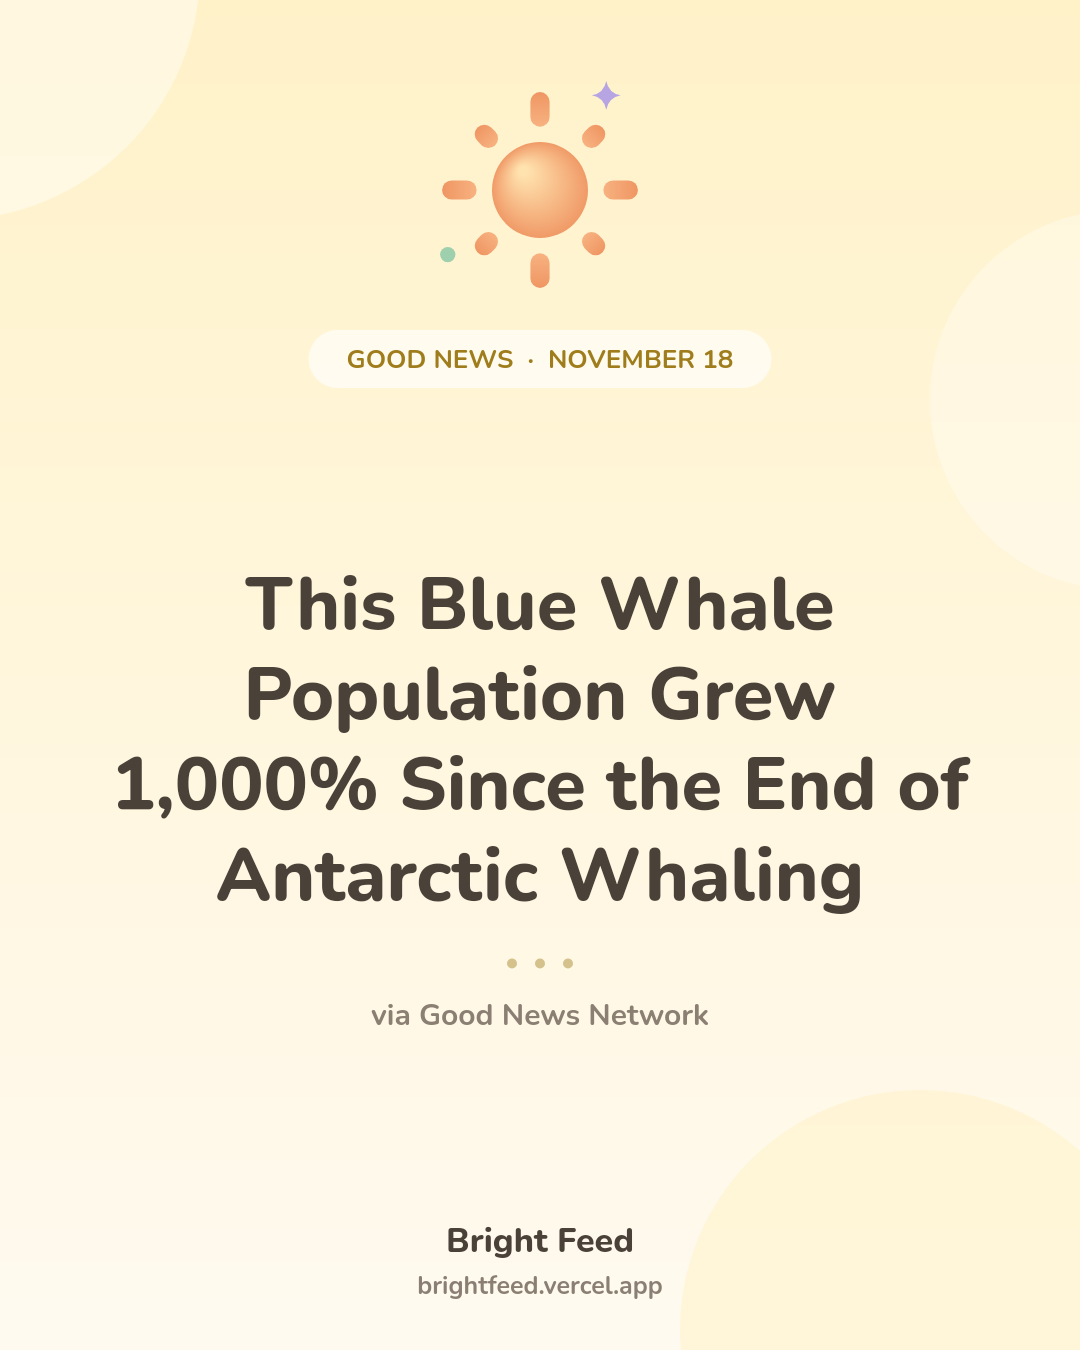 GOOD NEWS · NOVEMBER 18
This Blue Whale
Population Grew
1,000% Since the End of
Antarctic Whaling
via Good News Network
Bright Feed
brightfeed.vercel.app